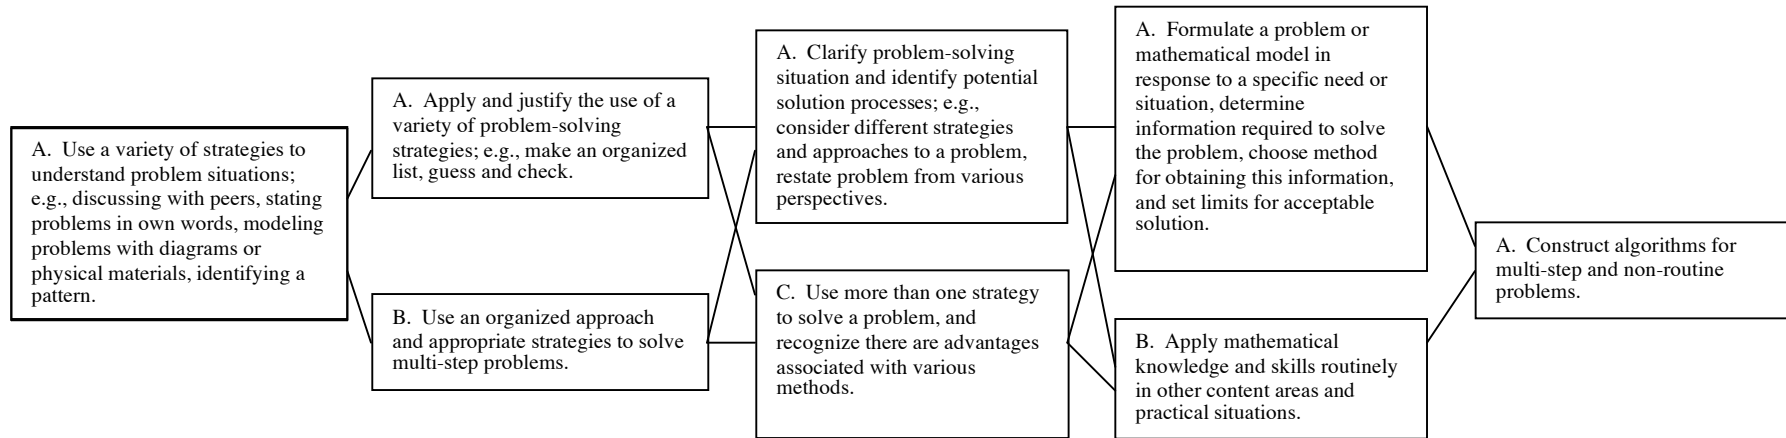 A. Use a variety of strategies to
understand problem situations;
e.g., discussing with peers, stating
problems in own words, modeling
problems with diagrams or
physical materials, identifying a
pattern.
A. Apply and justify the use of a
variety of problem-solving
strategies; e.g., make an organized
list, guess and check.
B. Use an organized approach
and appropriate strategies to solve
multi-step problems.
A. Clarify problem-solving
situation and identify potential
solution processes; e.g.,
consider different strategies
and approaches to a problem,
restate problem from various
perspectives.
C. Use more than one strategy
to solve a problem, and
recognize there are advantages
associated with various
methods.
A. Formulate a problem or
mathematical model in
response to a specific need or
situation, determine
information required to solve
the problem, choose method
for obtaining this information,
and set limits for acceptable
solution.
B. Apply mathematical
knowledge and skills routinely
in other content areas and
practical situations.
A. Construct algorithms for
multi-step and non-routine
problems.